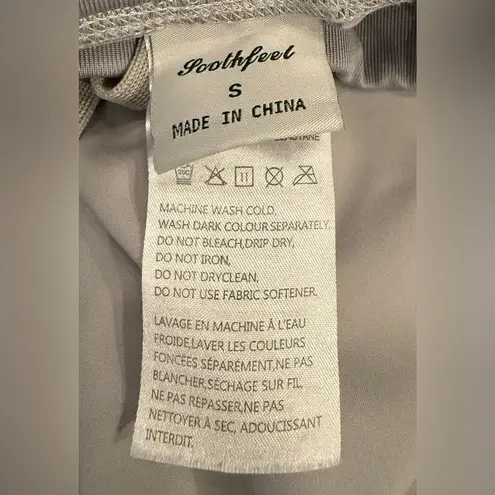 Soothfeel
S
MADE IN CHINA
MACHINE WASH COLD,
WASH DARK COLOUR SEPARATELY,
DO NOT BLEACH,DRIP DRY,
DO NOT IRON,
DO NOT DRYCLEAN,
DO NOT USE FABRIC SOFTENER.
LAVAGE EN MACHINE À L'EAU
FROIDE,LAVER LES COULEURS
FONCÉES SÉPARÉMENT,NE PAS
BLANCHIR.SÉCHAGE SUR FIL.
NE PAS REPASSER,NE PAS
NETTOYER À SEC, ADOUCISSANT
INTERDIT.